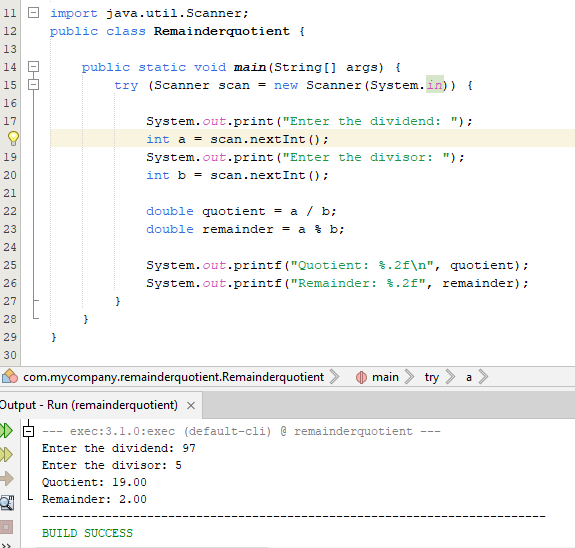 11 import java.util.Scanner;
12 public class Remainderquotient {
13
14 public static void main(String[] args) {
15 try (Scanner scan = new Scanner(System.in)) {
16
17 System.out.print("Enter the dividend: ");
int a = scan.nextInt();
19 System.out.print("Enter the divisor: ");
20 int b = scan.nextInt();
21
22 double quotient = a / b;
23 double remainder = a % b;
24
25 System.out.printf("Quotient: %.2f\n", quotient);
26 System.out.printf("Remainder: %.2f", remainder);
27 }
28 }
29 }
30
com.mycompany.remainderquotient.Remainderquotient main try a
Output - Run (remainderquotient) ×
--- exec:3.1.0:exec (default-cli) @ remainderquotient ---
Enter the dividend: 97
Enter the divisor: 5
Quotient: 19.00
Remainder: 2.00
------------------------------------------------------------------------
BUILD SUCCESS